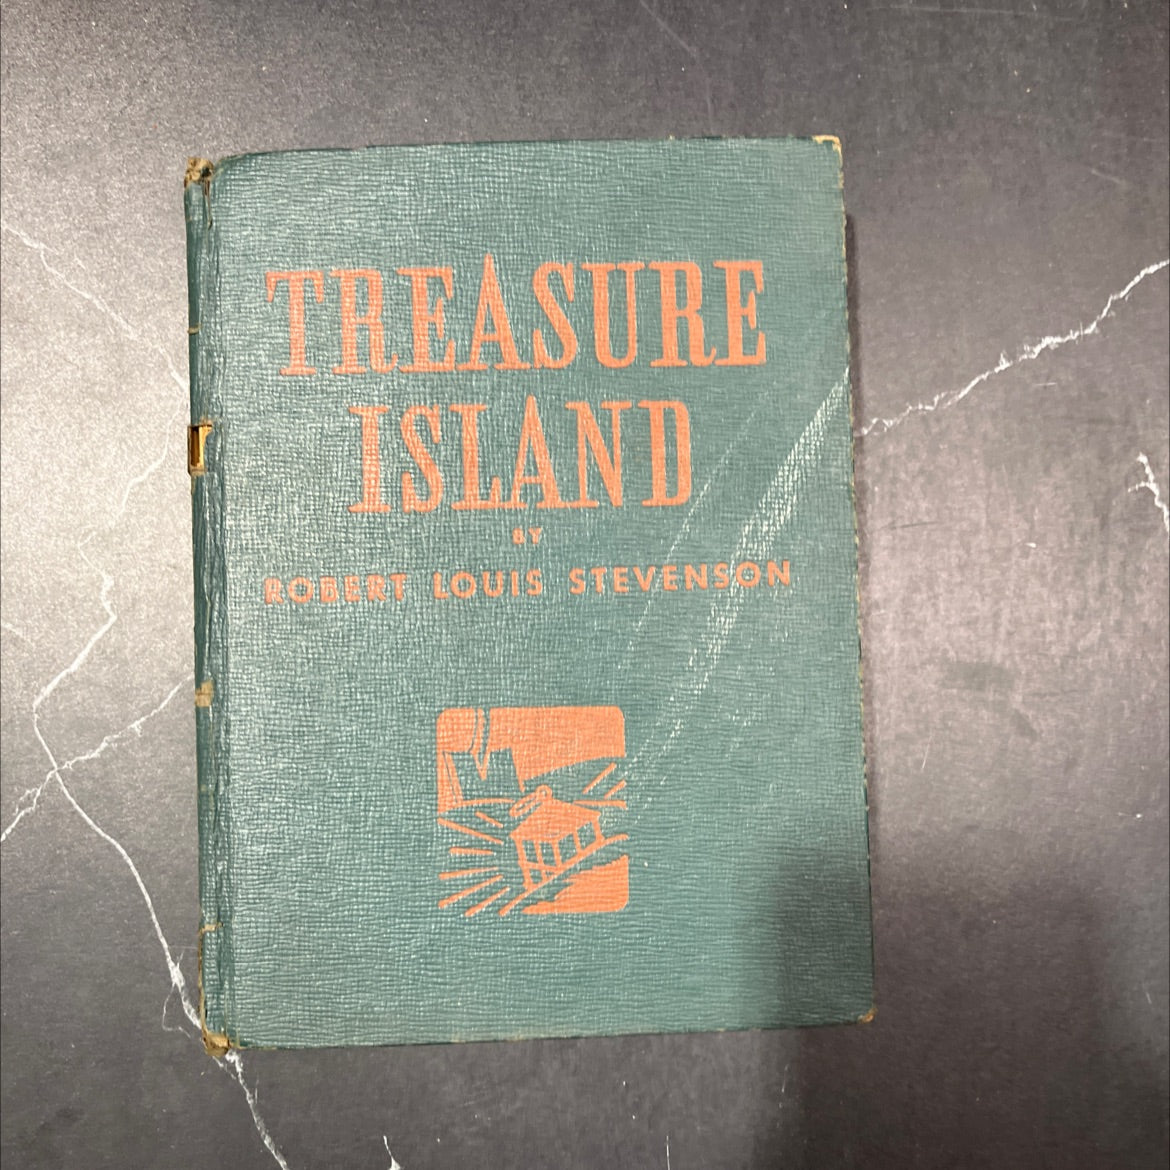 TREASURE
ISLAND
BY
ROBERT LOUIS STEVENSON